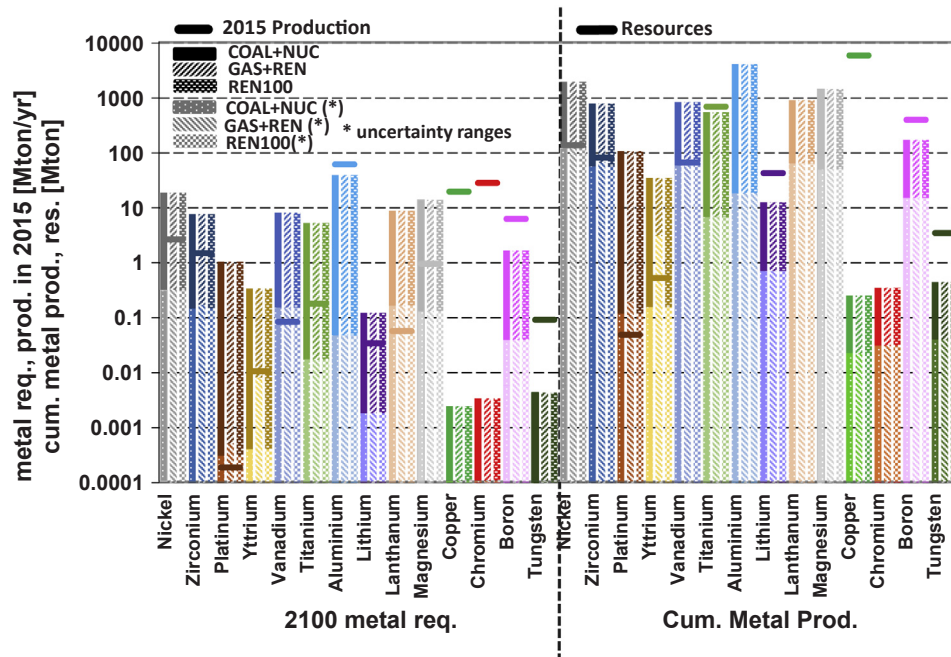 2015 Production
Resources
COAL+NUC
GAS+REN
REN100
COAL+NUC (*)
GAS+REN (*)
REN100(*)
* uncertainty ranges
metal req., prod. in 2015 [Mton/yr]
cum. metal prod., res. [Mton]
10000
1000
100
10
1
0.1
0.01
0.001
0.0001
Nickel
Zirconium
Platinum
Yttrium
Vanadium
Titanium
Aluminium
Lithium
Lanthanum
Magnesium
Copper
Chromium
Boron
Tungsten
Nickel
Zirconium
Platinum
Yttrium
Vanadium
Titanium
Aluminium
Lithium
Lanthanum
Magnesium
Copper
Chromium
Boron
Tungsten
2100 metal req.
Cum. Metal Prod.